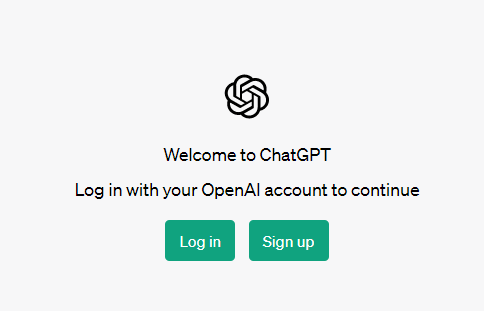 Welcome to ChatGPT
Log in with your OpenAI account to continue
Log in
Sign up